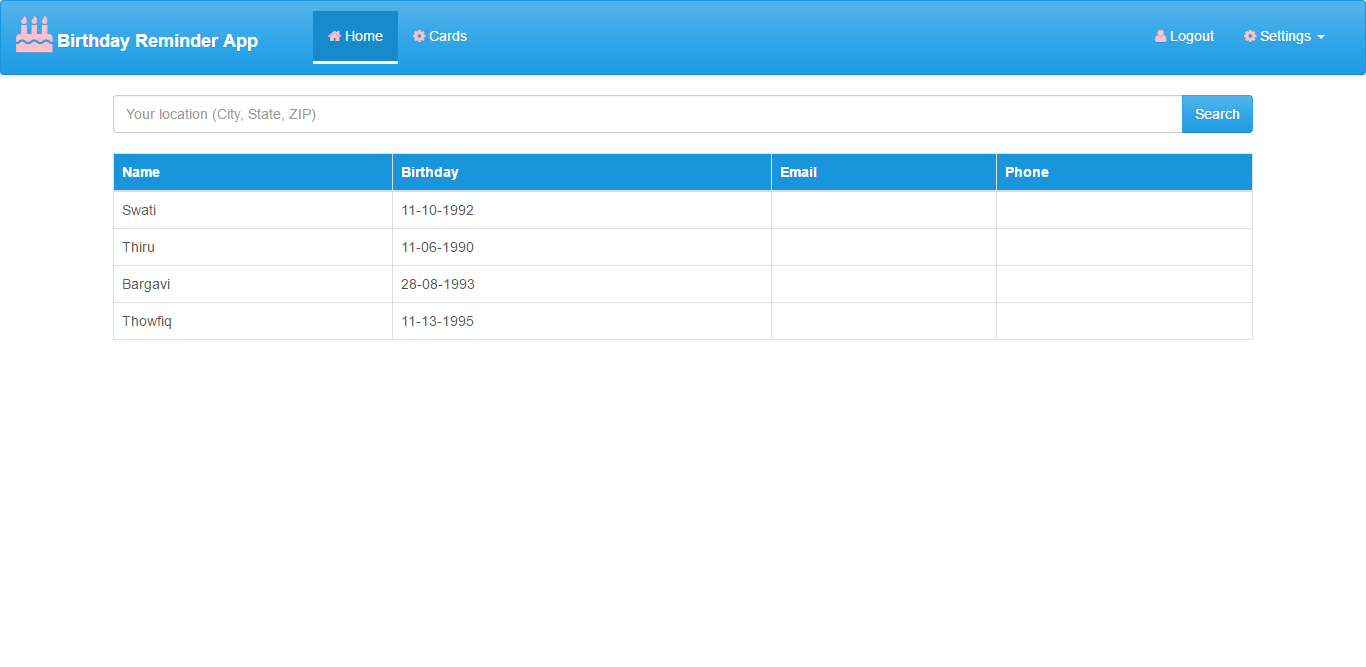 Birthday Reminder App Home Cards Logout Settings
Your location (City, State, ZIP) Search
Name Birthday Email Phone
Swati 11-10-1992
Thiru 11-06-1990
Bargavi 28-08-1993
Thowfiq 11-13-1995